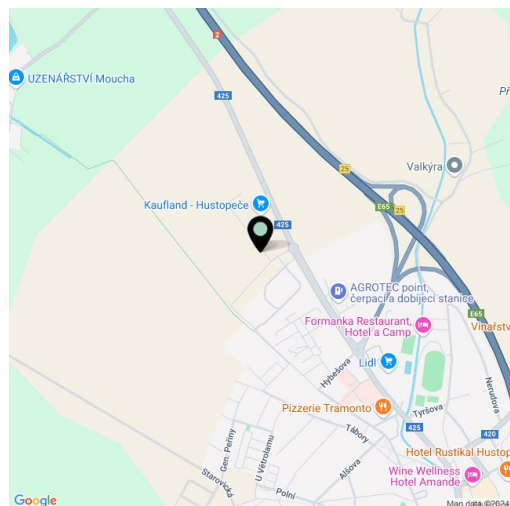 2
UZENÁŘSTVÍ Moucha
425
Př
25
Valkýra
Kaufland - Hustopeče
E65
25
425
AGROTEC point,
čerpací a dobíjecí stanice
E65
Formanka Restaurant,
Hotel a Camp
Vinařstv
Lidl
Hybešova
Nerudova
Pizzerie Tramonto
Tyršova
425
420
Tábory
Gen. Peřiny
U Větrolamu
Alšova
Hotel Rustikal Hustop
Starovická
Polní
Wine Wellness
Hotel Amande
Google
Map data ©2024